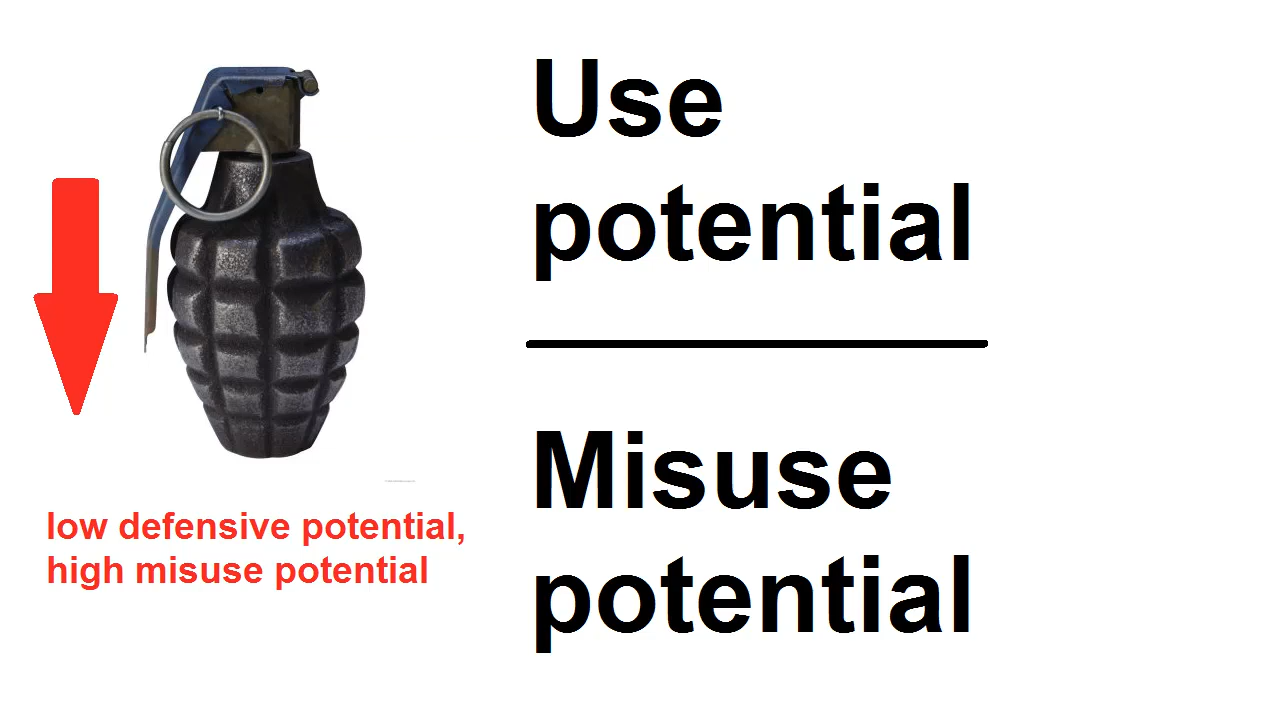 Use
potential
Misuse
potential
low defensive potential,
high misuse potential